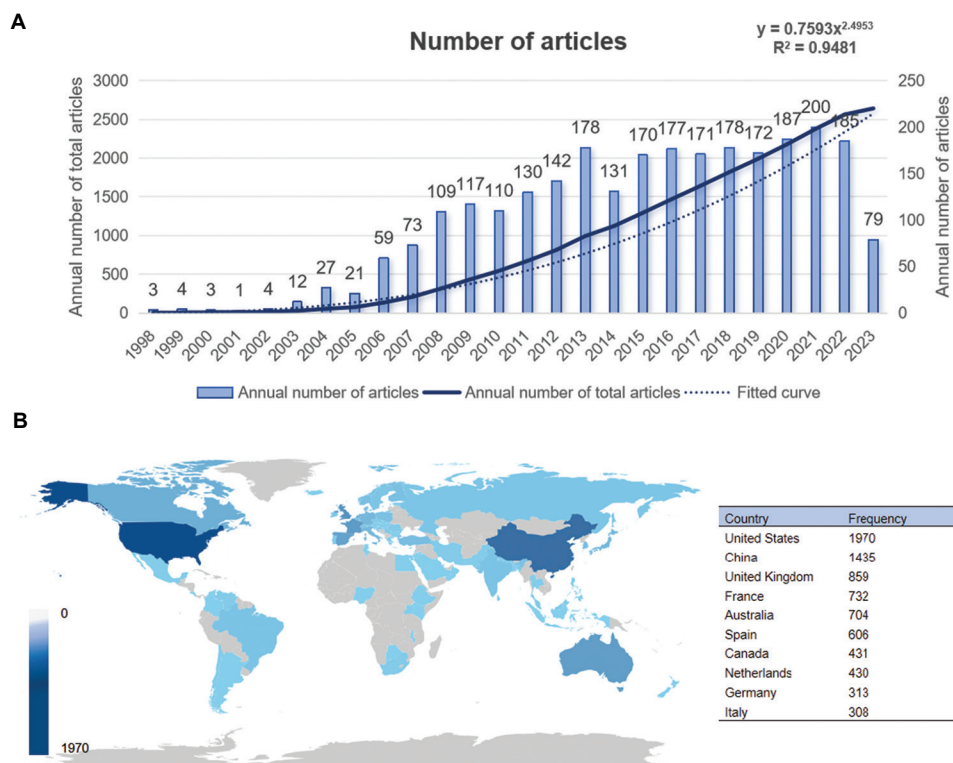 A
Number of articles
y = 0.7593x^2.4953
R² = 0.9481
Annual number of total articles
3000
2500
2000
1500
1000
500
0
3 4 3 1 4 12 27 21 59 73 109 117 110 130 142 178 131 170 177 171 178 172 187 200 185 79
250
200
150
100
50
0
Annual number of articles
1998 1999 2000 2001 2002 2003 2004 2005 2006 2007 2008 2009 2010 2011 2012 2013 2014 2015 2016 2017 2018 2019 2020 2021 2022 2023
Annual number of articles Annual number of total articles Fitted curve
B
0
1970
Country Frequency
United States 1970
China 1435
United Kingdom 859
France 732
Australia 704
Spain 606
Canada 431
Netherlands 430
Germany 313
Italy 308